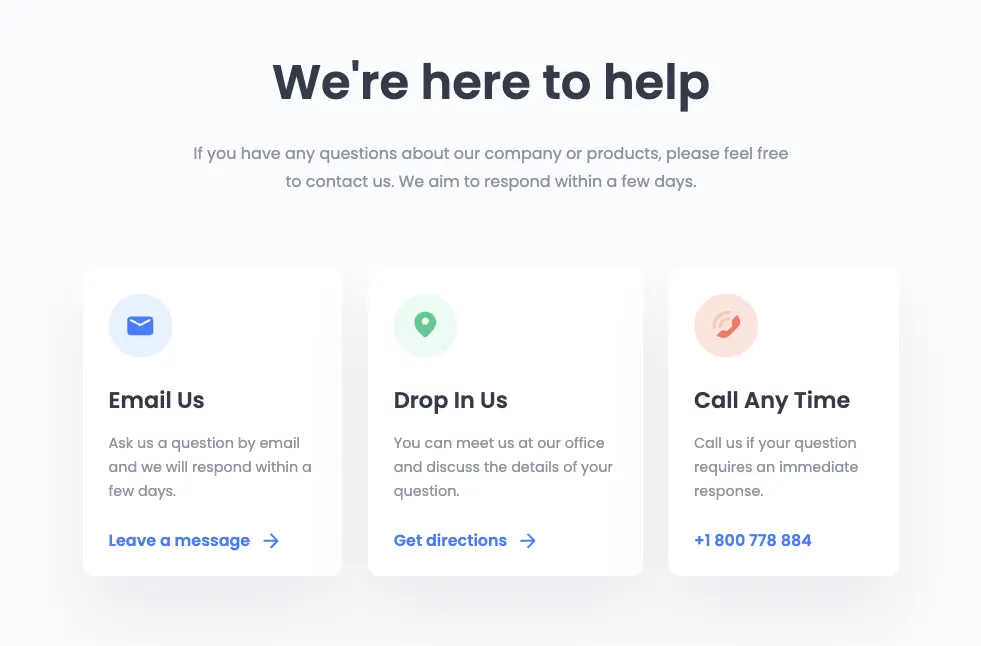 We're here to help
If you have any questions about our company or products, please feel free
to contact us. We aim to respond within a few days.
Email Us
Ask us a question by email
and we will respond within a
few days.
Leave a message
Drop In Us
You can meet us at our office
and discuss the details of your
question.
Get directions
Call Any Time
Call us if your question
requires an immediate
response.
+1 800 778 884